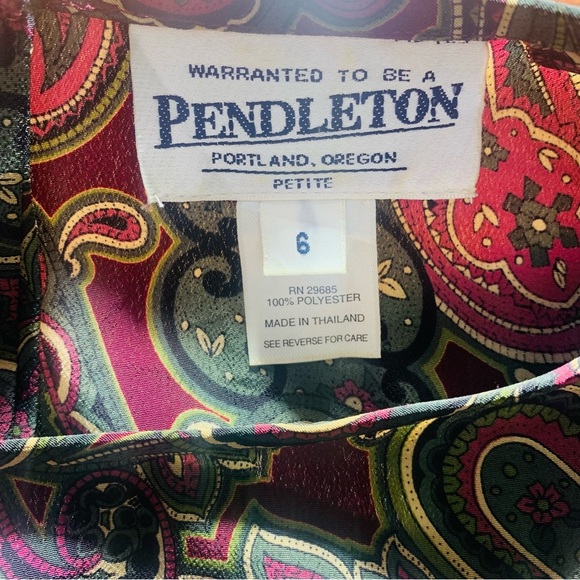 WARRANTED TO BE A
PENDLETON
PORTLAND, OREGON
PETITE
6
RN 29685
100% POLYESTER
MADE IN THAILAND
SEE REVERSE FOR CARE